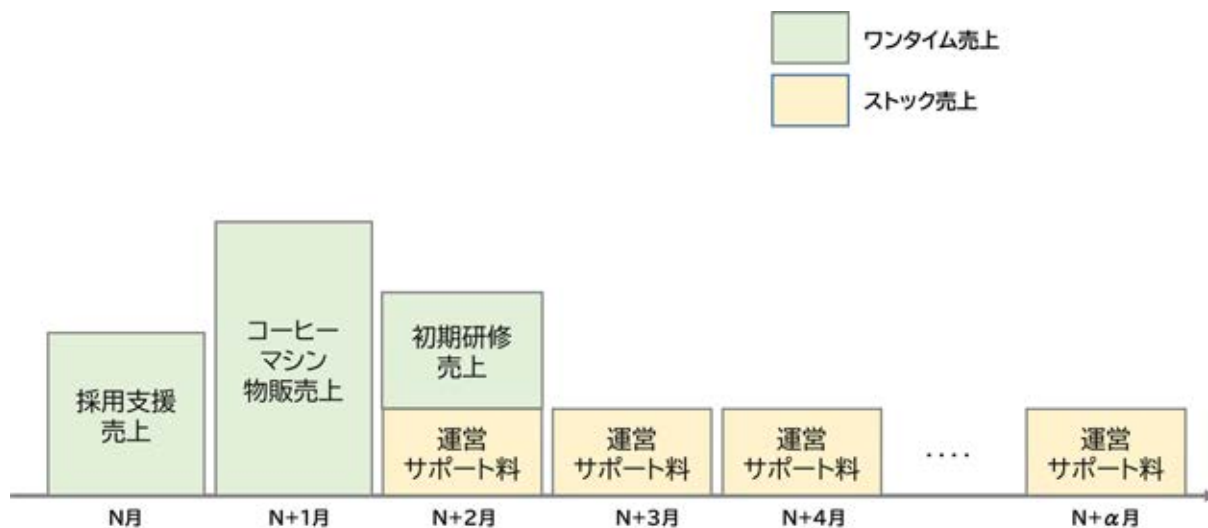 ワンタイム売上
ストック売上
採用支援
売上
コーヒー
マシン
物販売上
初期研修
売上
運営
サポート料
運営
サポート料
運営
サポート料
‥‥
運営
サポート料
N月
N+1月
N+2月
N+3月
N+4月
N+α月